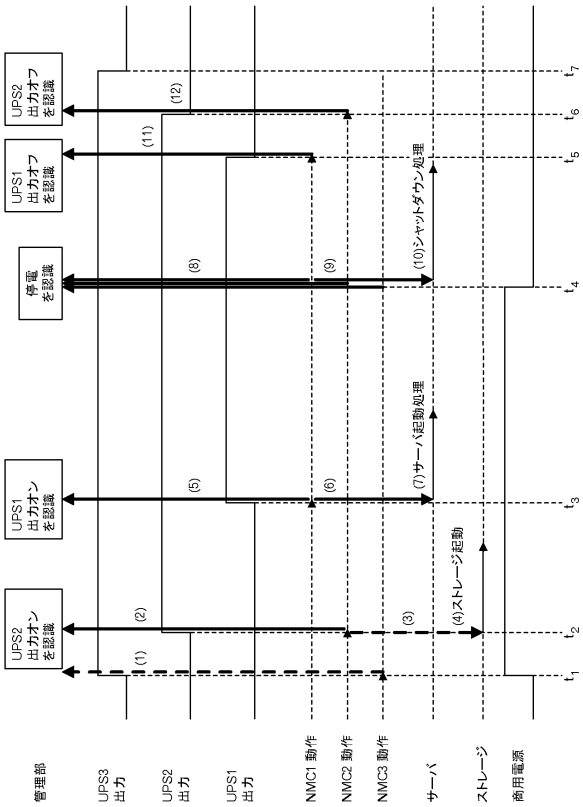 管理部
UPS3
出力
UPS2
出力
UPS1
出力
NMC1 動作
NMC2 動作
NMC3 動作
サーバ
ストレージ
商用電源
UPS2
出力オン
を認識
UPS1
出力オン
を認識
停電
を認識
UPS1
出力オフ
を認識
UPS2
出力オフ
を認識
(1)
(2)
(3)
(4)ストレージ起動
(5)
(6)
(7)サーバ起動処理
(8)
(9)
(10)シャットダウン処理
(11)
(12)
t1
t2
t3
t4
t5
t6
t7